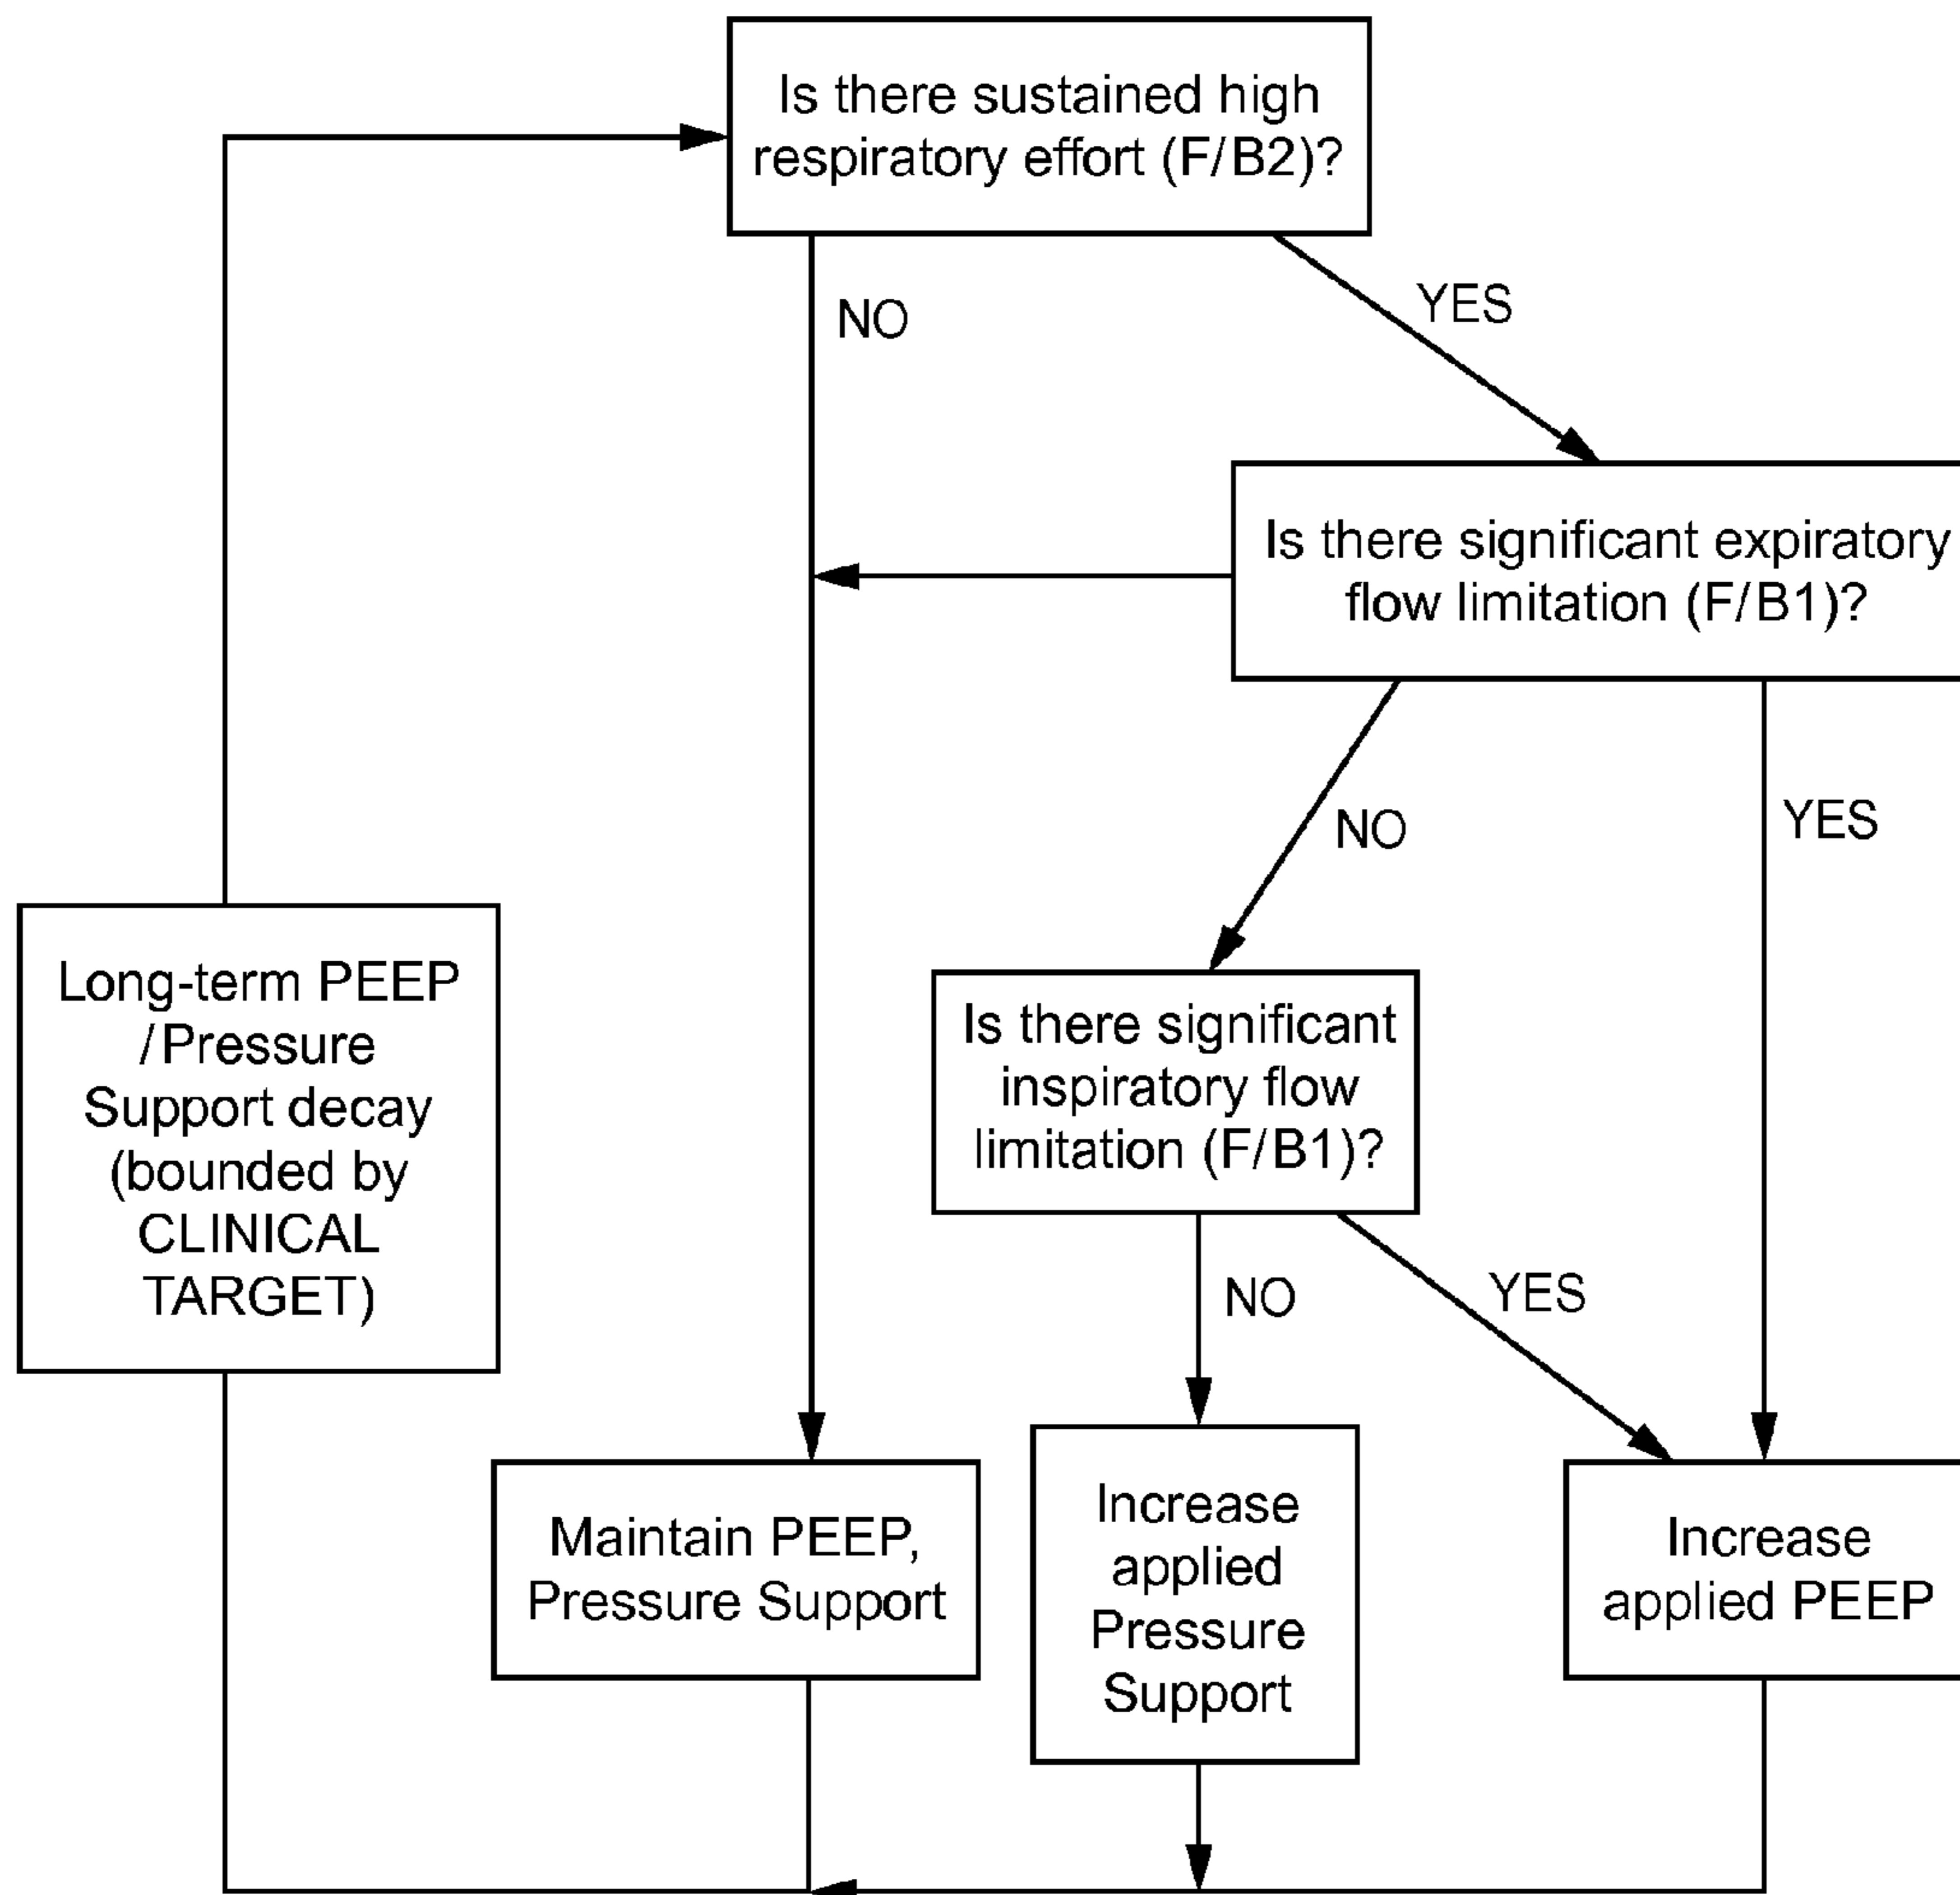 Is there sustained high
respiratory effort (F/B2)?
NO
YES
Is there significant expiratory
flow limitation (F/B1)?
NO
YES
Long-term PEEP
/Pressure
Support decay
(bounded by
CLINICAL
TARGET)
Is there significant
inspiratory flow
limitation (F/B1)?
NO
YES
Maintain PEEP,
Pressure Support
Increase
applied
Pressure
Support
Increase
applied PEEP